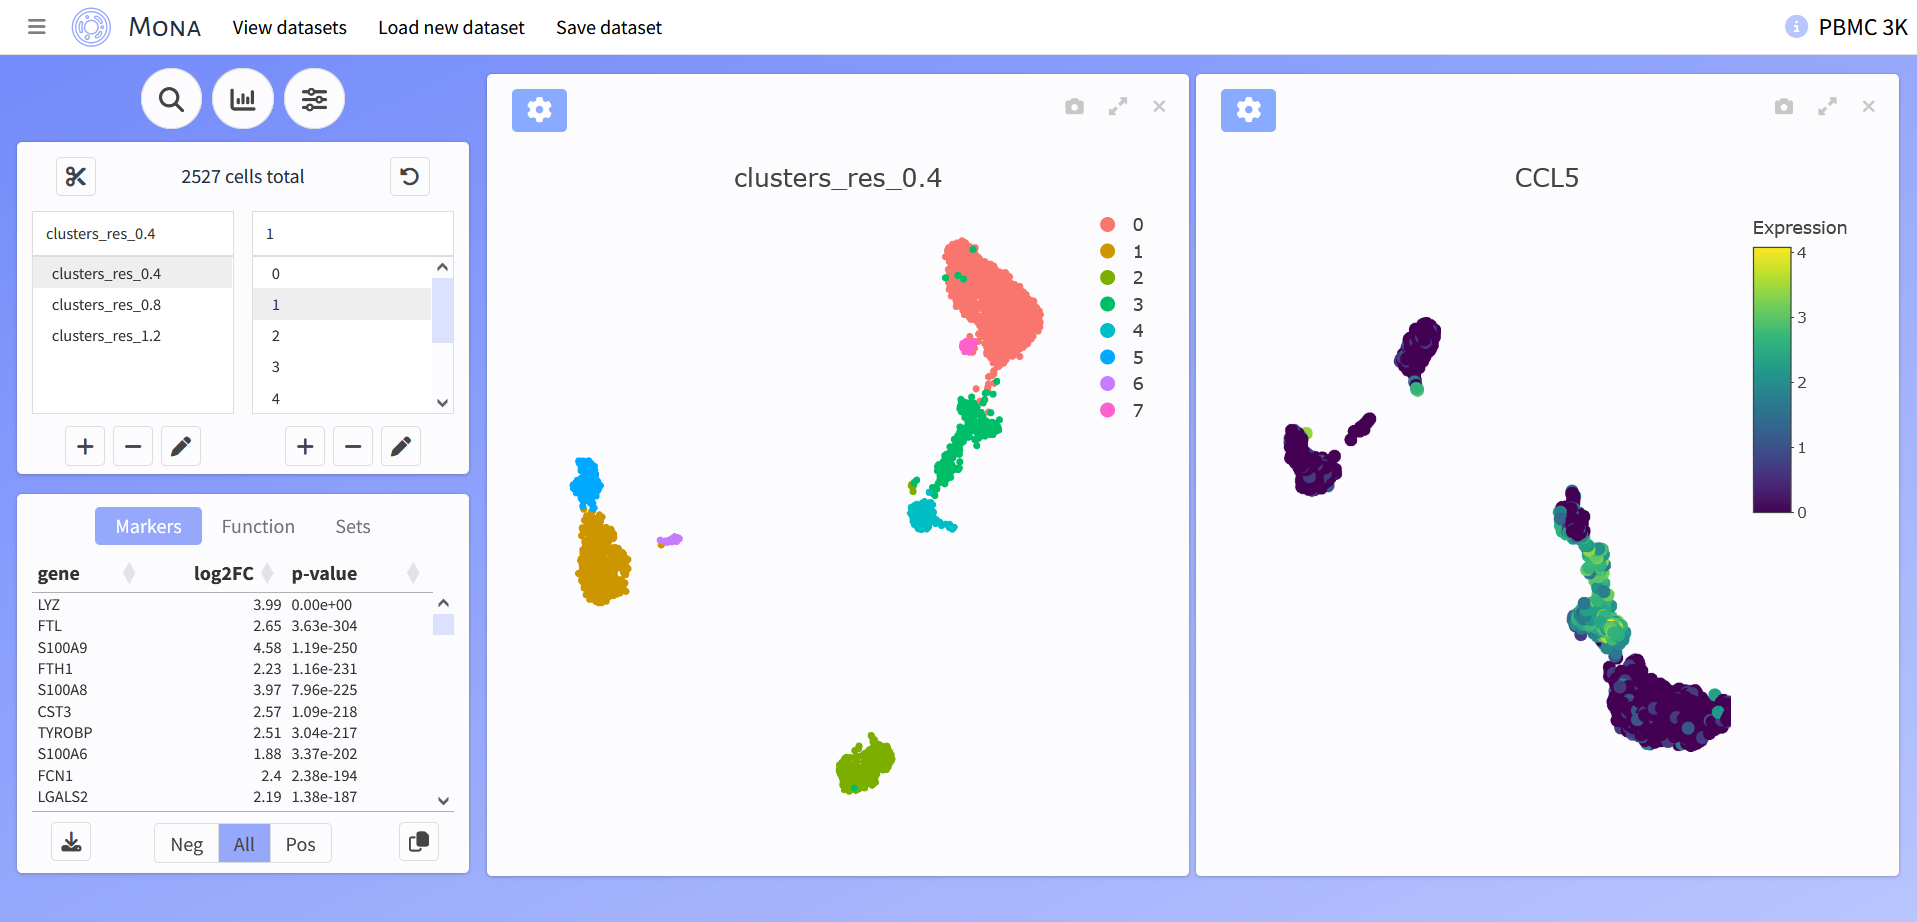 MONA View datasets Load new dataset Save dataset i PBMC 3K
2527 cells total
clusters_res_0.4
clusters_res_0.4
clusters_res_0.8
clusters_res_1.2
1
0
1
2
3
4
Markers Function Sets
gene log2FC p-value
LYZ 3.99 0.00e+00
FTL 2.65 3.63e-304
S100A9 4.58 1.19e-250
FTH1 2.23 1.16e-231
S100A8 3.97 7.96e-225
CST3 2.57 1.09e-218
TYROBP 2.51 3.04e-217
S100A6 1.88 3.37e-202
FCN1 2.4 2.38e-194
LGALS2 2.19 1.38e-187
Neg All Pos
clusters_res_0.4
0
1
2
3
4
5
6
7
CCL5
Expression
4
3
2
1
0